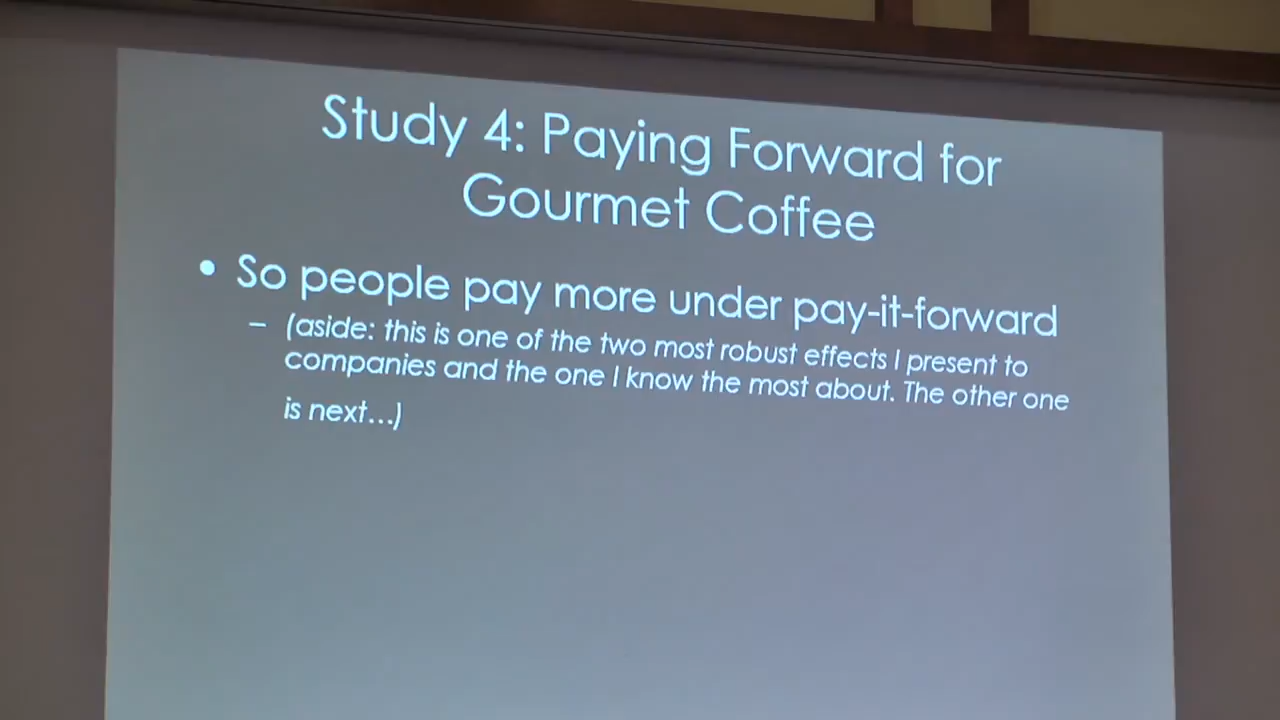 Study 4: Paying Forward for
Gourmet Coffee
• So people pay more under pay-it-forward
– (aside: this is one of the two most robust effects I present to
companies and the one I know the most about. The other one
is next...)